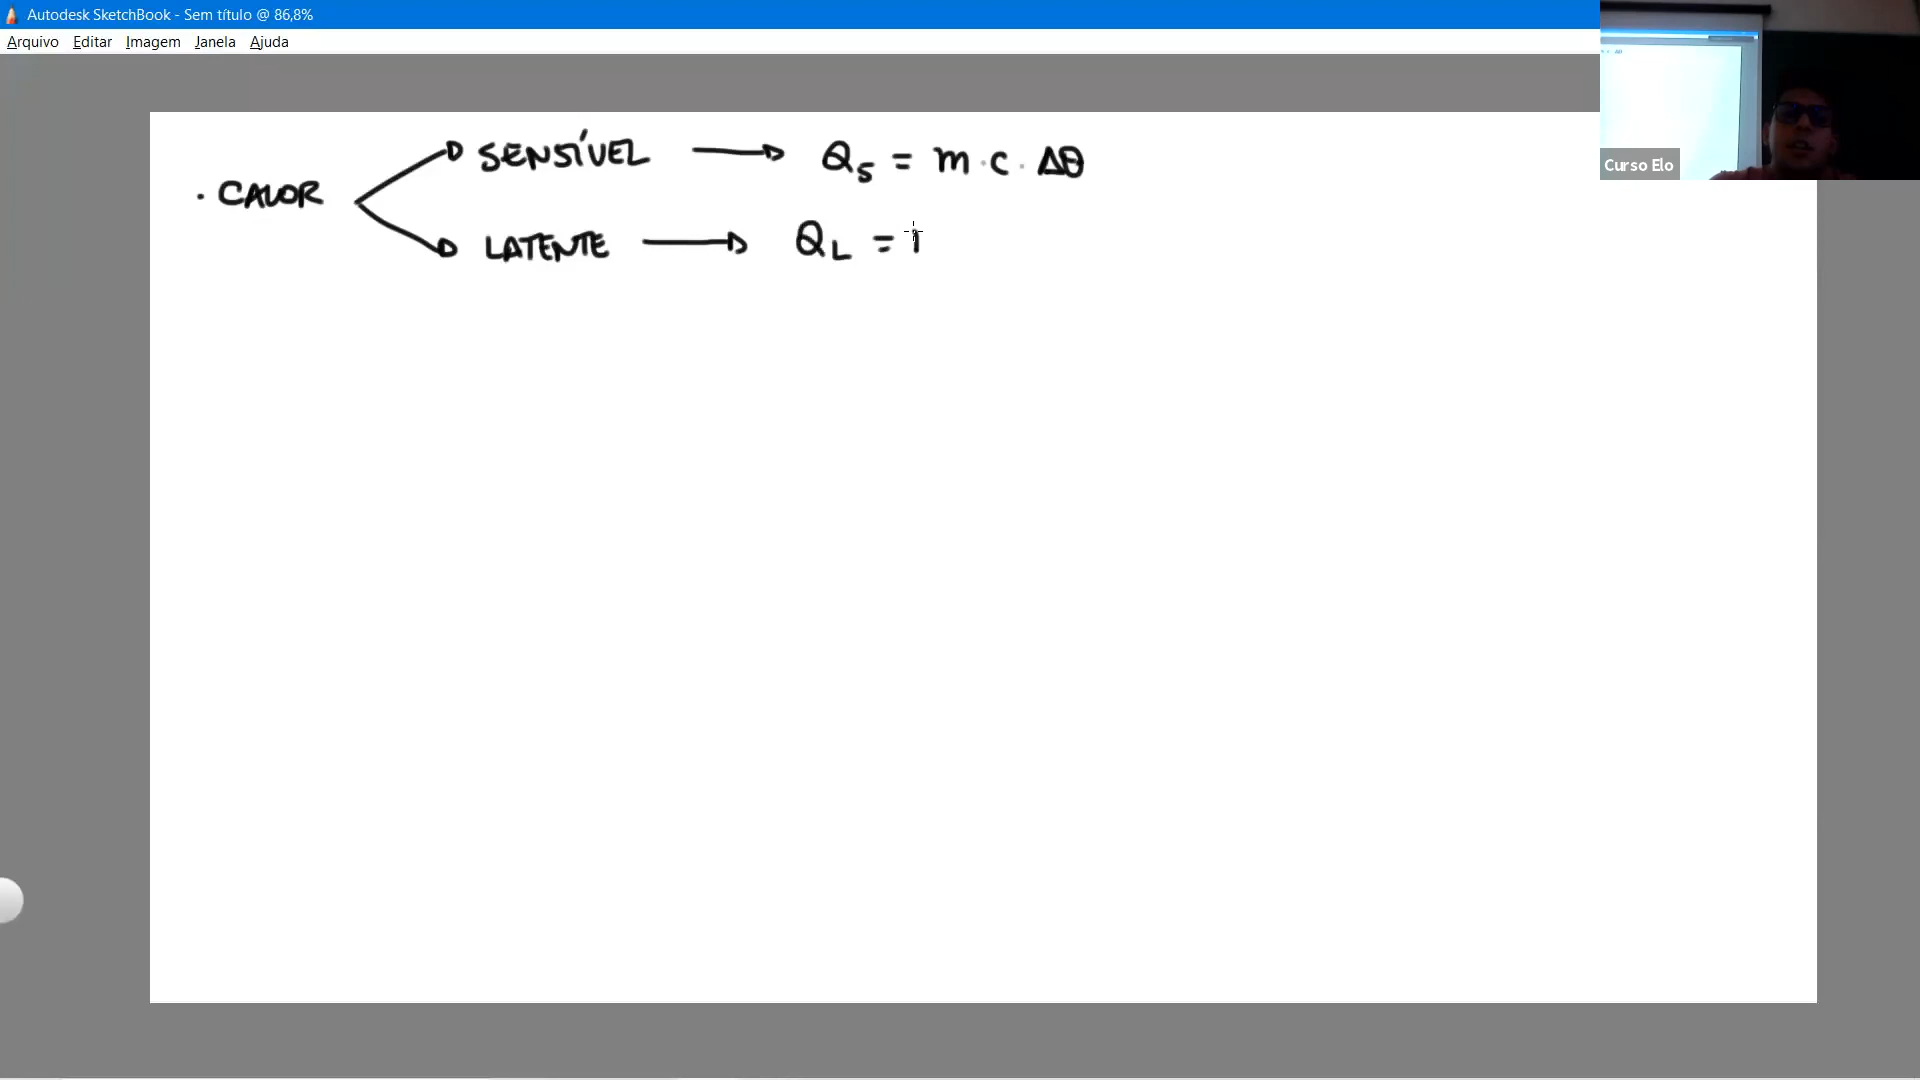 Autodesk SketchBook - Sem título @ 86,8%
Arquivo Editar Imagem Janela Ajuda
Curso Elo
SENSÍVEL → Qs = m · c · Δθ
· CALOR
LATENTE → QL =